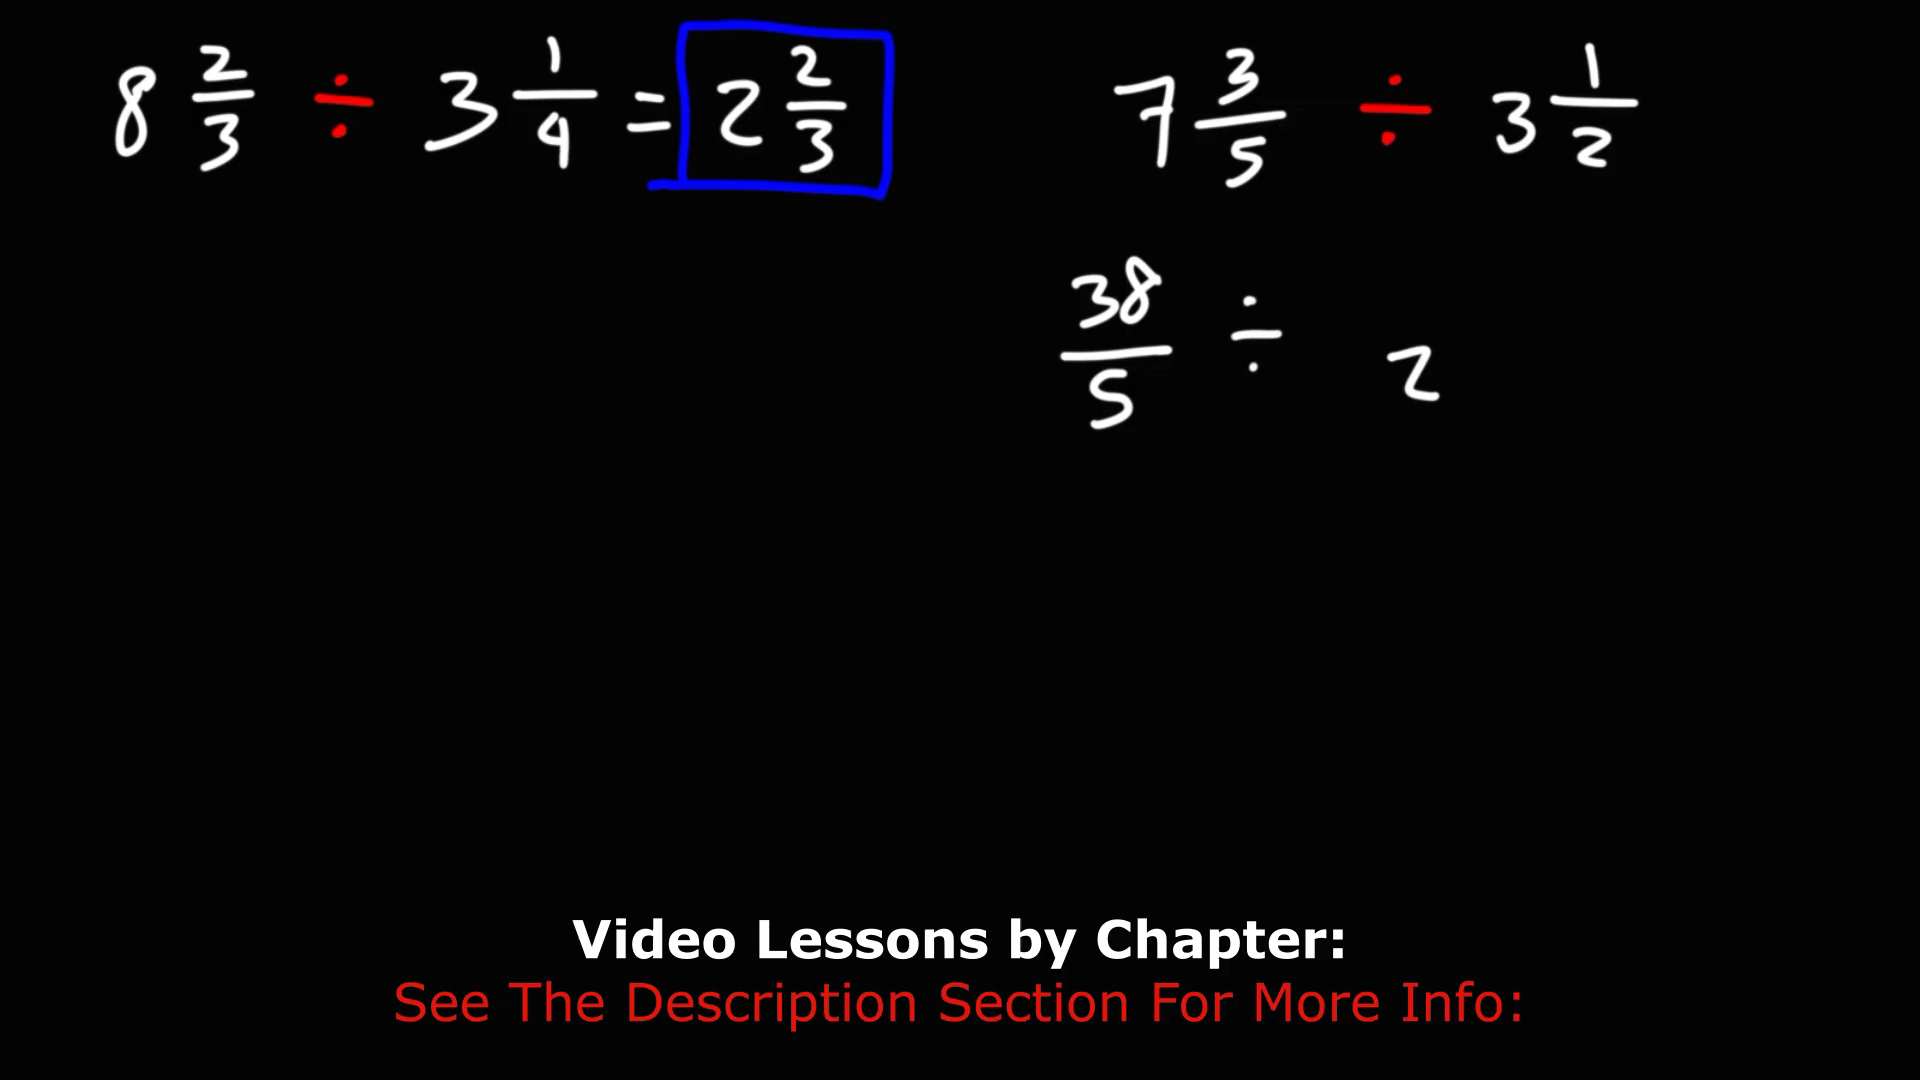 8 2/3 ÷ 3 1/4 = 2 2/3
7 3/5 ÷ 3 1/2
38/5 ÷ 2
Video Lessons by Chapter:
See The Description Section For More Info: